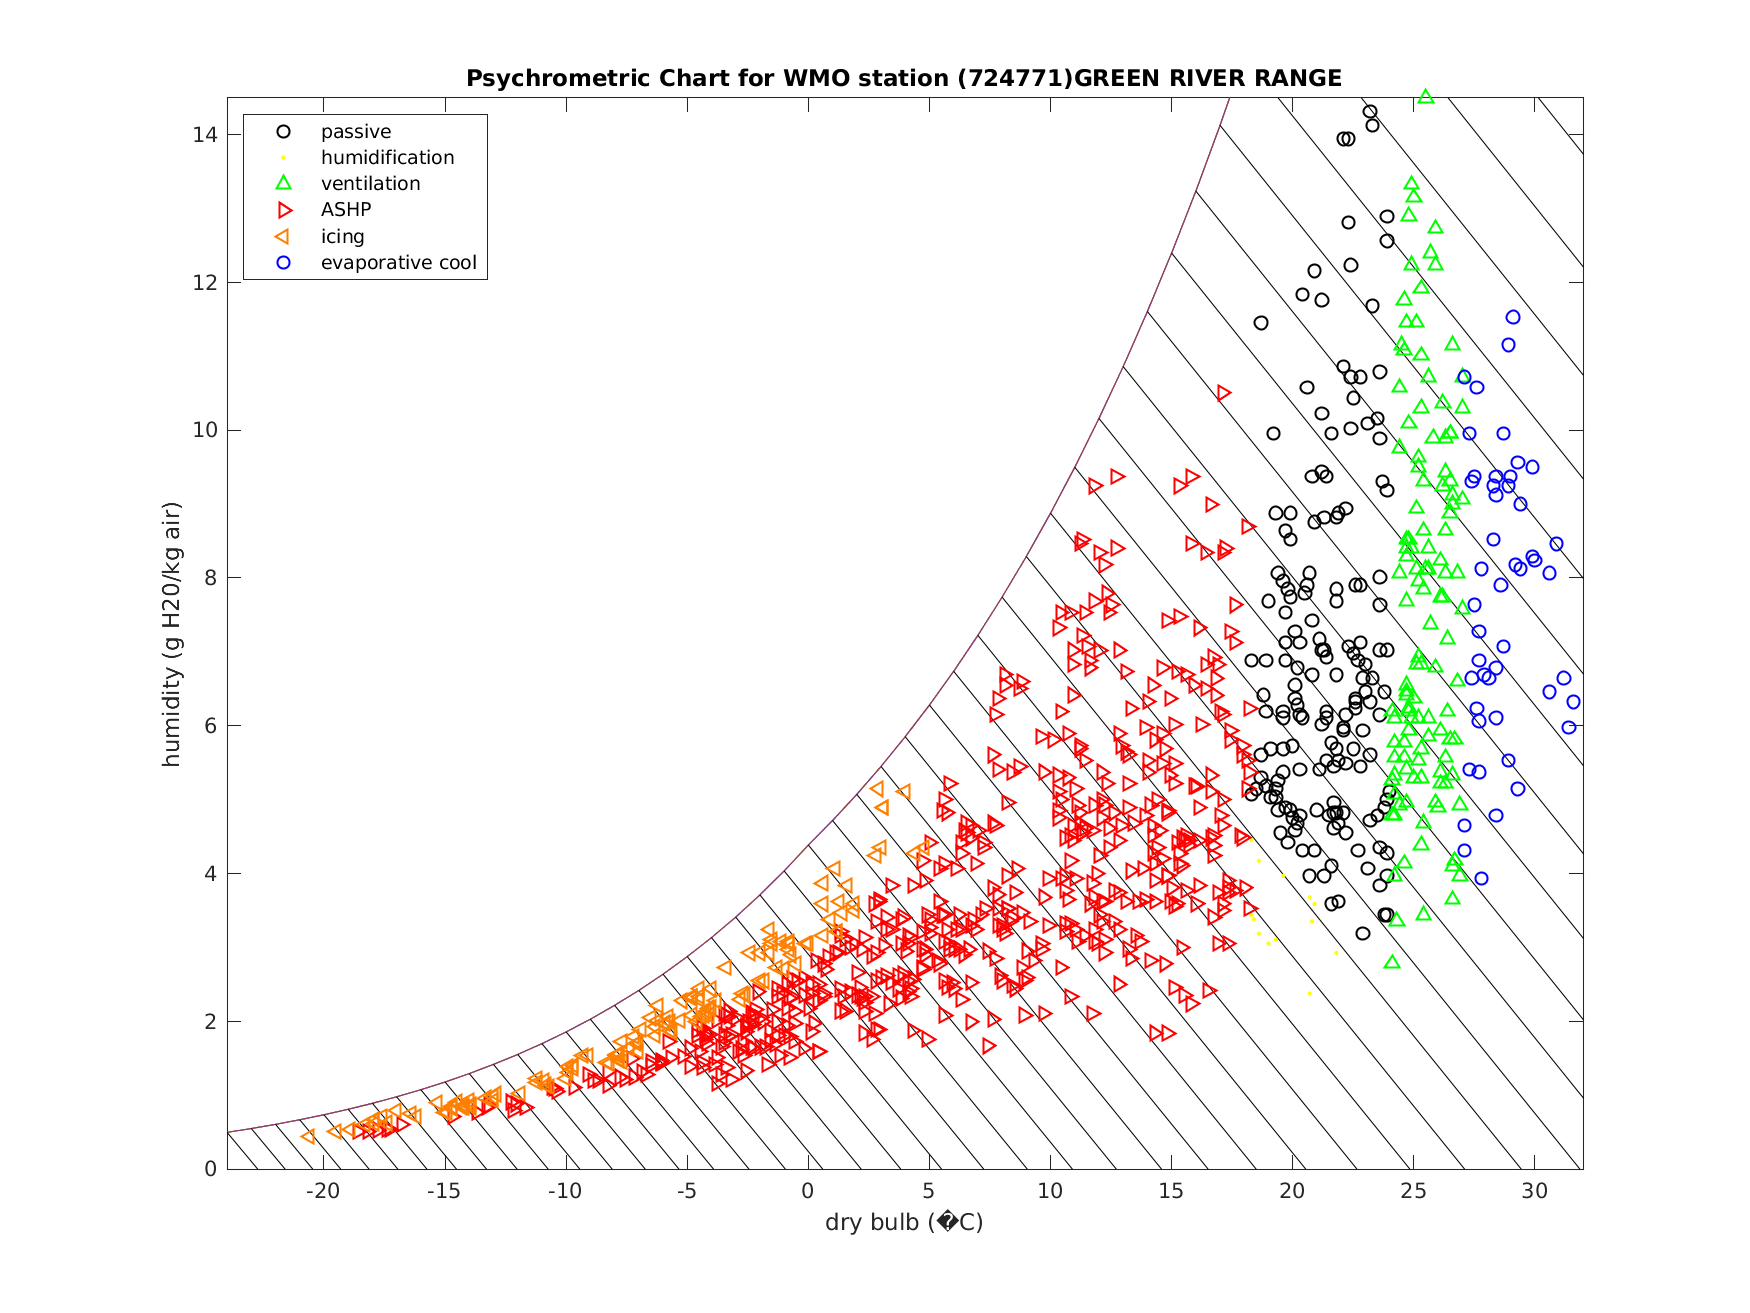 Psychrometric Chart for WMO station (724771)GREEN RIVER RANGE
passive
humidification
ventilation
ASHP
icing
evaporative cool
humidity (g H20/kg air)
14
12
10
8
6
4
2
0
-20 -15 -10 -5 0 5 10 15 20 25 30
dry bulb (�C)